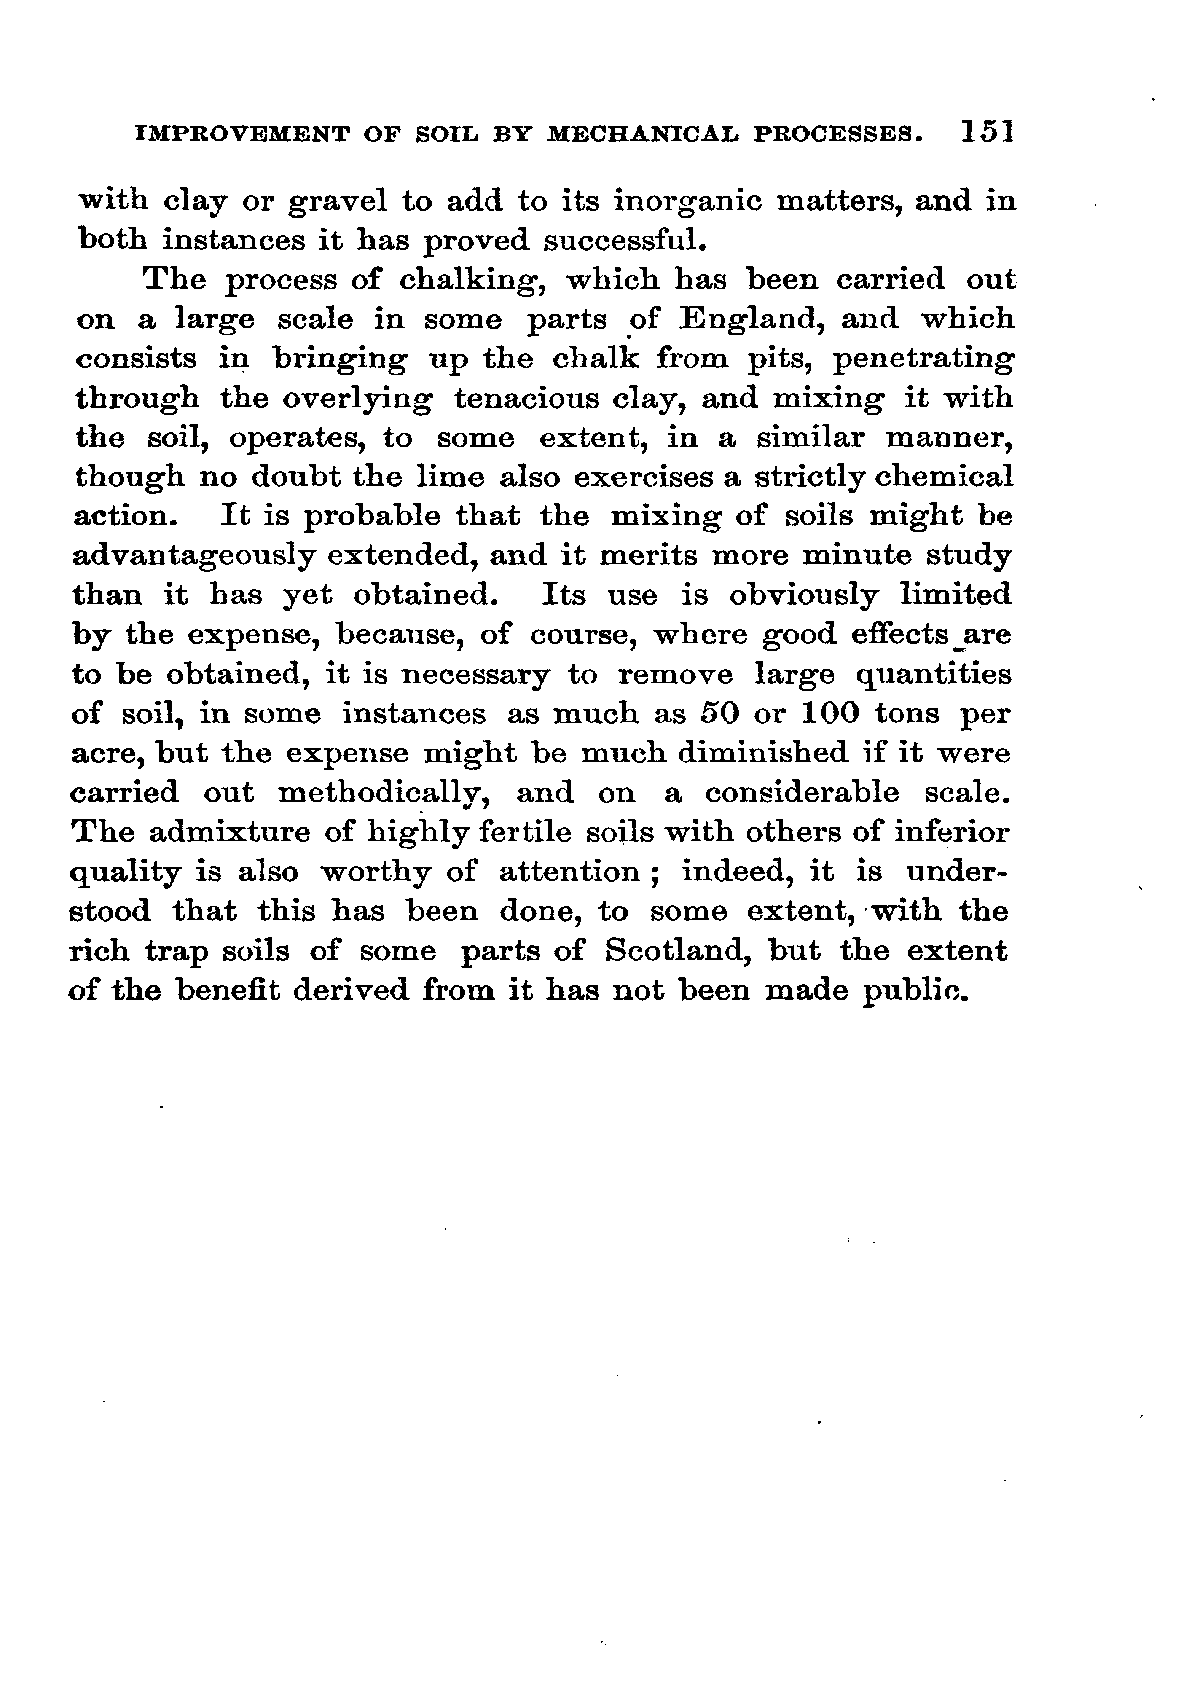 IMPROVEMENT OF SOIL BY MECHANICAL PROCESSES. 151
with clay or gravel to add to its inorganic matters, and in
both instances it has proved successful.
The process of chalking, which has been carried out
on a large scale in some parts of England, and which
consists in bringing up the chalk from pits, penetrating
through the overlying tenacious clay, and mixing it with
the soil, operates, to some extent, in a similar manner,
though no doubt the lime also exercises a strictly chemical
action. It is probable that the mixing of soils might be
advantageously extended, and it merits more minute study
than it has yet obtained. Its use is obviously limited
by the expense, because, of course, where good effects are
to be obtained, it is necessary to remove large quantities
of soil, in some instances as much as 50 or 100 tons per
acre, but the expense might be much diminished if it were
carried out methodically, and on a considerable scale.
The admixture of highly fertile soils with others of inferior
quality is also worthy of attention ; indeed, it is under-
stood that this has been done, to some extent, with the
rich trap soils of some parts of Scotland, but the extent
of the benefit derived from it has not been made public.